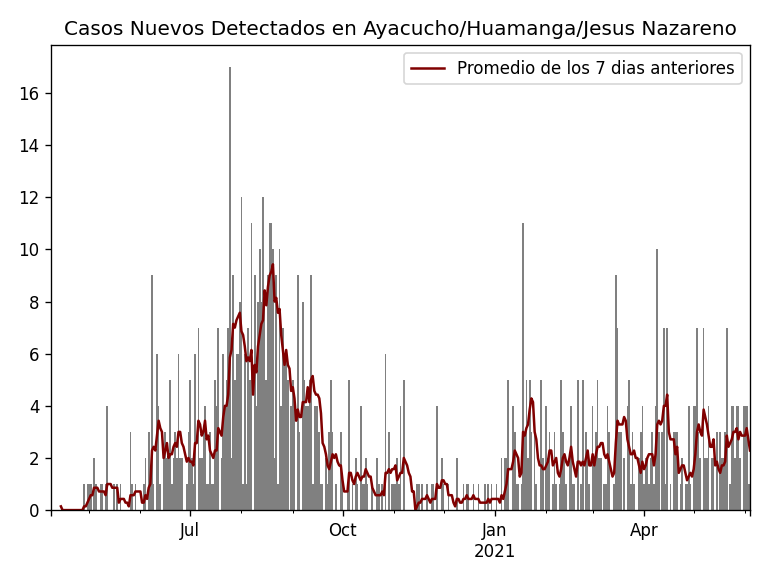 Casos Nuevos Detectados en Ayacucho/Huamanga/Jesus Nazareno
Promedio de los 7 dias anteriores
16
14
12
10
8
6
4
2
0
Jul
Oct
Jan
2021
Apr